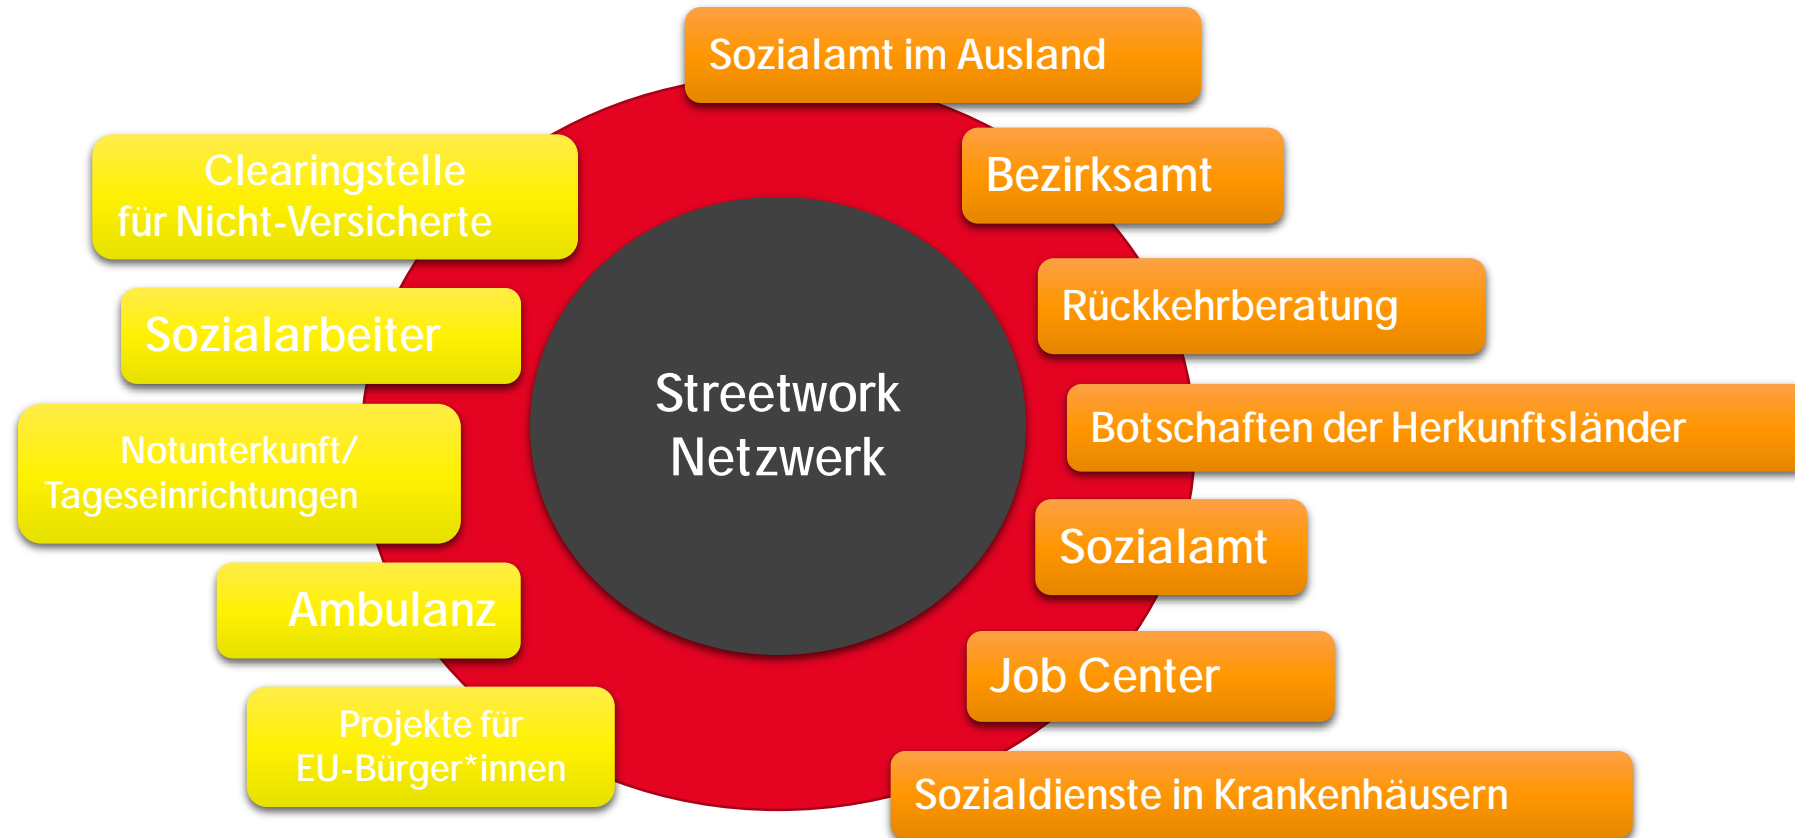 Sozialamt im Ausland
Clearingstelle
für Nicht-Versicherte
Bezirksamt
Sozialarbeiter
Rückkehrberatung
Streetwork
Netzwerk
Notunterkunft/
Tageseinrichtungen
Botschaften der Herkunftsländer
Ambulanz
Sozialamt
Projekte für
EU-Bürger*innen
Job Center
Sozialdienste in Krankenhäusern